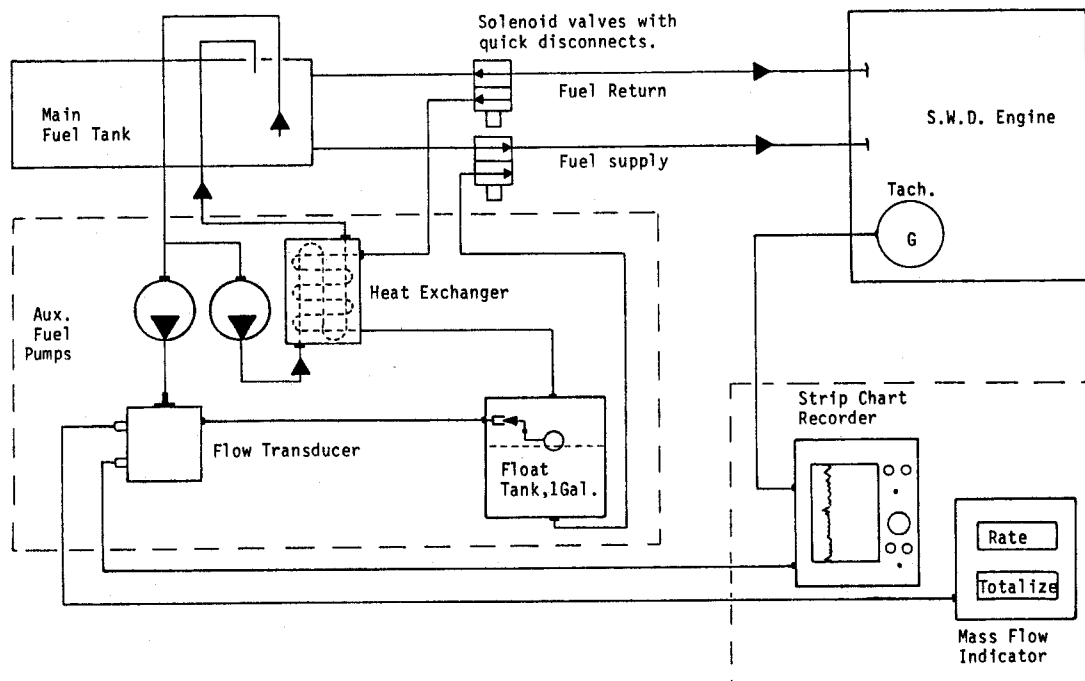 Solenoid valves with
quick disconnects.
Main
Fuel Tank
Fuel Return
S.W.D. Engine
Fuel supply
Tach.
G
Heat Exchanger
Aux.
Fuel
Pumps
Strip Chart
Recorder
Flow Transducer
Float
Tank,1Gal.
Rate
Totalize
Mass Flow
Indicator